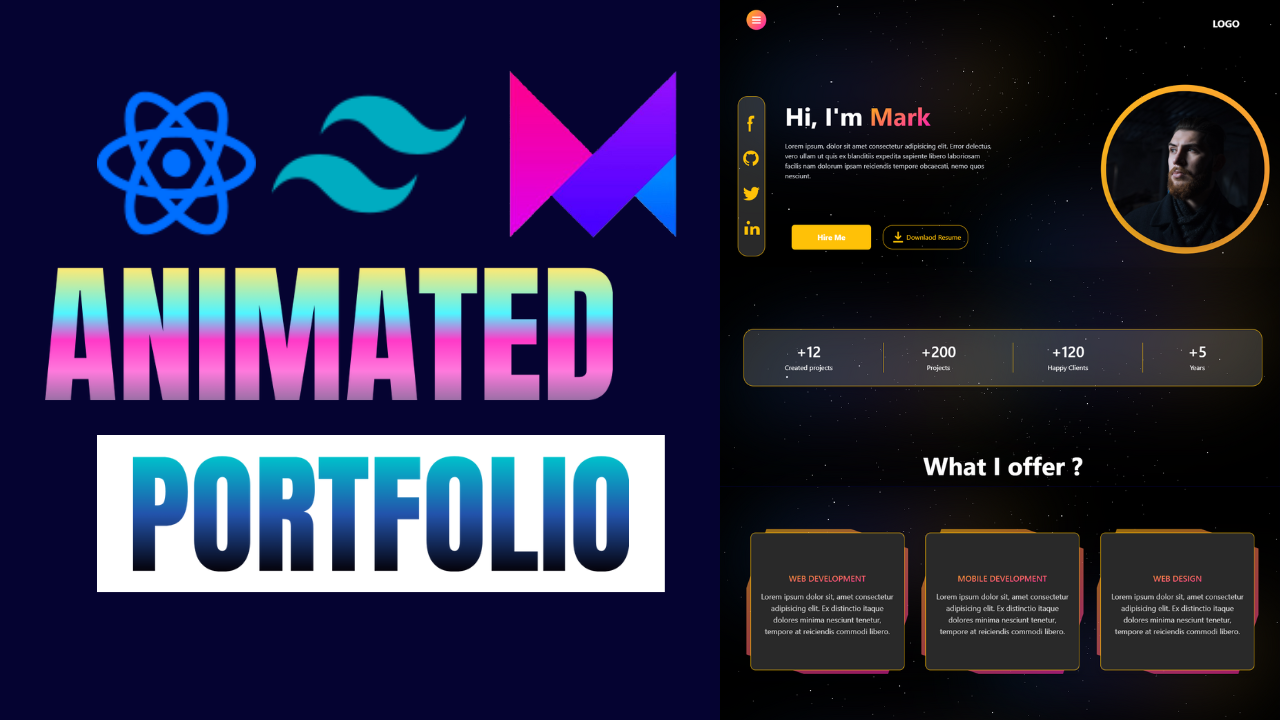 ANIMATED
PORTFOLIO
LOGO
Hi, I'm Mark
Lorem ipsum, dolor sit amet consectetur adipisicing elit. Error delectus,
vero ullam ut quis ex blanditiis expedita sapiente libero laboriosam
facilis nam dolorum ipsam reiciendis tempore obcaecati, nemo quos
nesciunt.
Hire Me
Downlaod Resume
+12
Created projects
+200
Projects
+120
Happy Clients
+5
Years
What I offer ?
WEB DEVELOPMENT
Lorem ipsum dolor sit, amet consectetur
adipisicing elit. Ex distinctio itaque
dolores minima nesciunt tenetur,
tempore at reiciendis commodi libero.
MOBILE DEVELOPMENT
Lorem ipsum dolor sit, amet consectetur
adipisicing elit. Ex distinctio itaque
dolores minima nesciunt tenetur,
tempore at reiciendis commodi libero.
WEB DESIGN
Lorem ipsum dolor sit, amet consectetur
adipisicing elit. Ex distinctio itaque
dolores minima nesciunt tenetur,
tempore at reiciendis commodi libero.